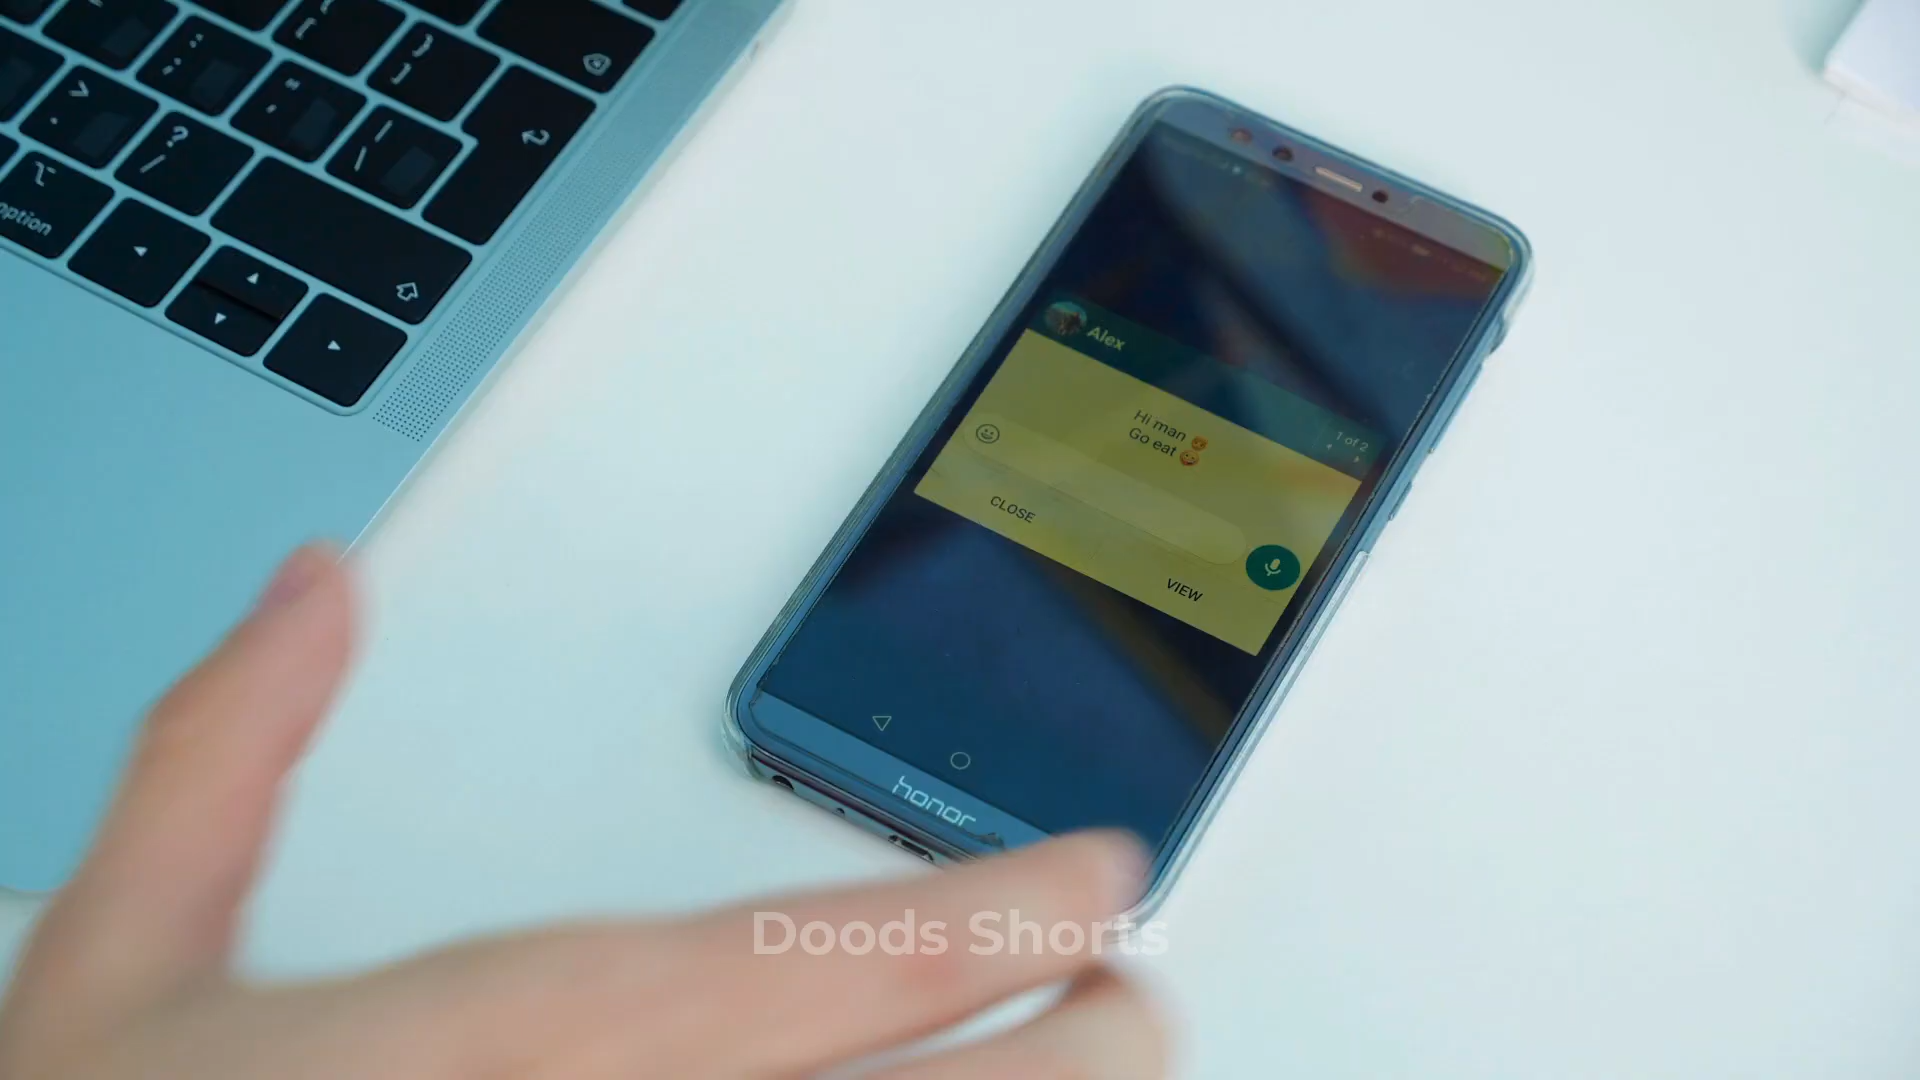 option
Alex
1 of 2
Hi man 😇
Go eat 😀
CLOSE
VIEW
honor
Doods Shorts